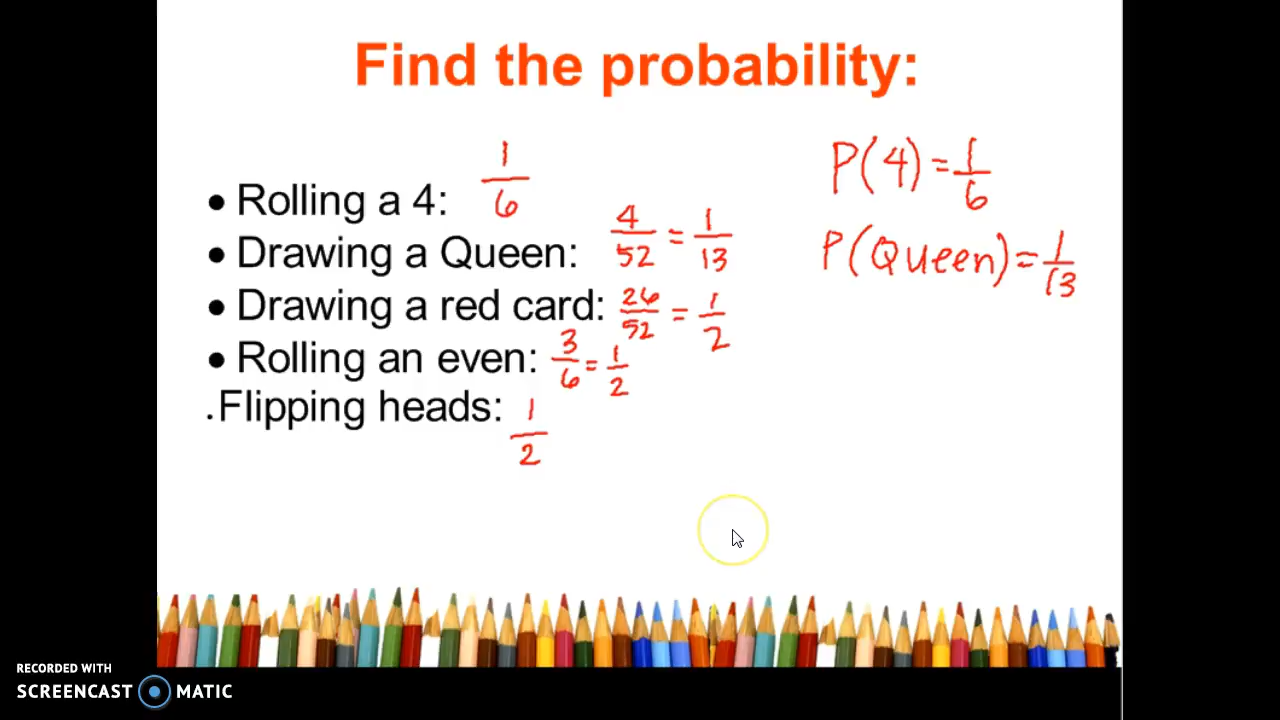 Find the probability:
• Rolling a 4: 1/6
• Drawing a Queen: 4/52 = 1/13
• Drawing a red card: 26/52 = 1/2
• Rolling an even: 3/6 = 1/2
.Flipping heads: 1/2
P(4) = 1/6
P(Queen) = 1/13
RECORDED WITH
SCREENCAST MATIC